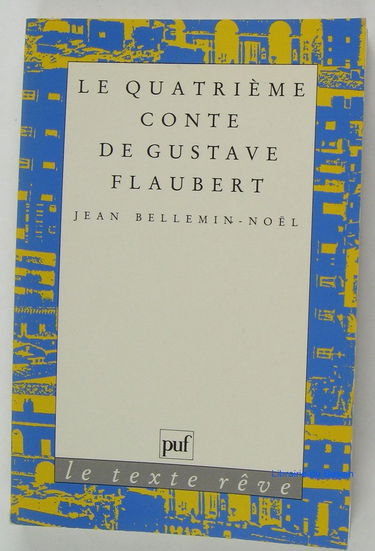 LE QUATRIÈME
CONTE
DE GUSTAVE
FLAUBERT
JEAN BELLEMIN-NOËL
puf
le texte rêve